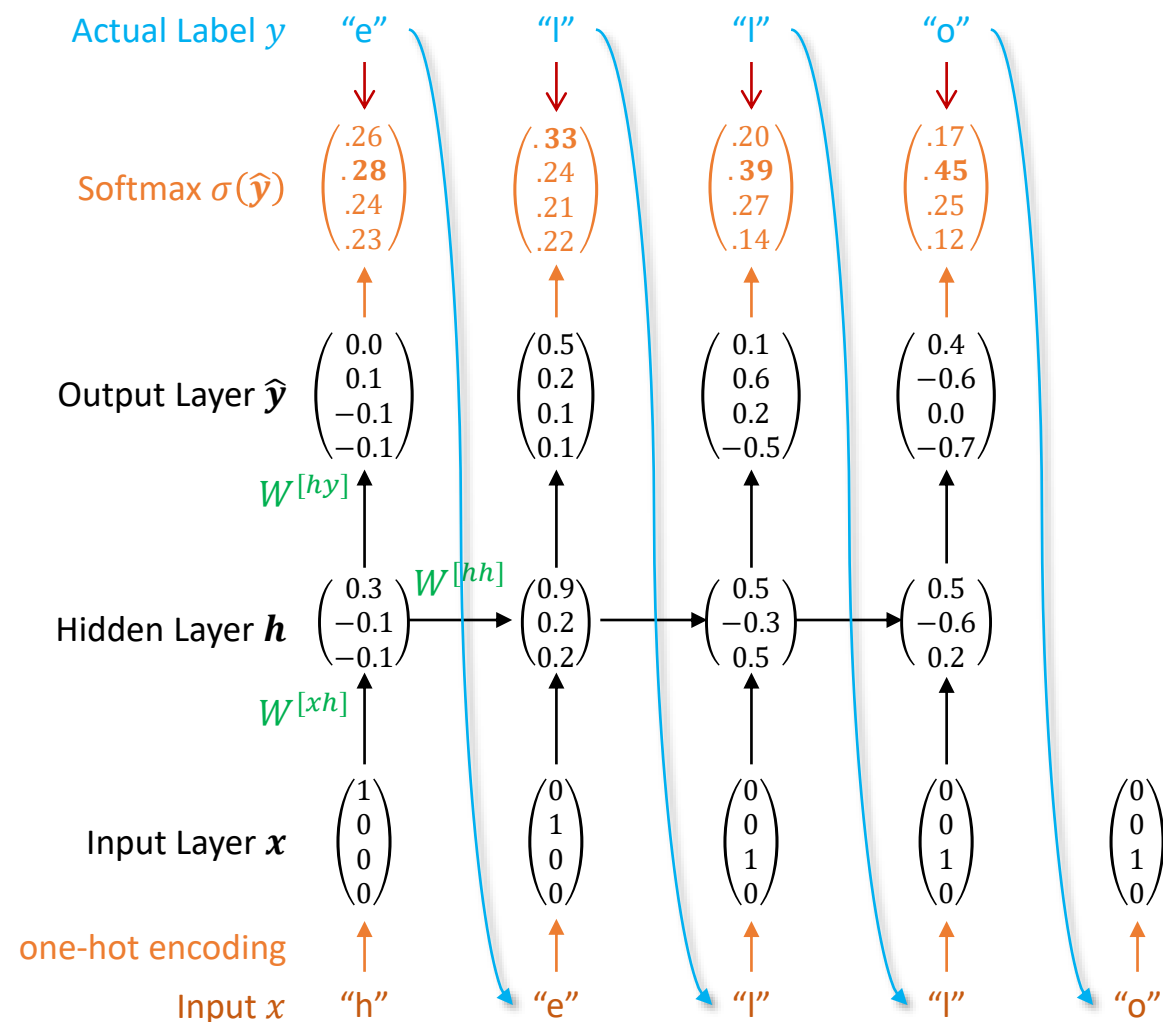 Actual Label y "e" "l" "l" "o"
Softmax σ(ŷ)
.26 .33 .20 .17
.28 .24 .39 .45
.24 .21 .27 .25
.23 .22 .14 .12
Output Layer ŷ
0.0 0.5 0.1 0.4
0.1 0.2 0.6 −0.6
−0.1 0.1 0.2 0.0
−0.1 0.1 −0.5 −0.7
W[hy]
W[hh]
Hidden Layer h
0.3 0.9 0.5 0.5
−0.1 0.2 −0.3 −0.6
−0.1 0.2 0.5 0.2
W[xh]
Input Layer x
1 0 0 0 0
0 1 0 0 0
0 0 1 1 1
0 0 0 0 0
one-hot encoding
Input x "h" "e" "l" "l" "o"